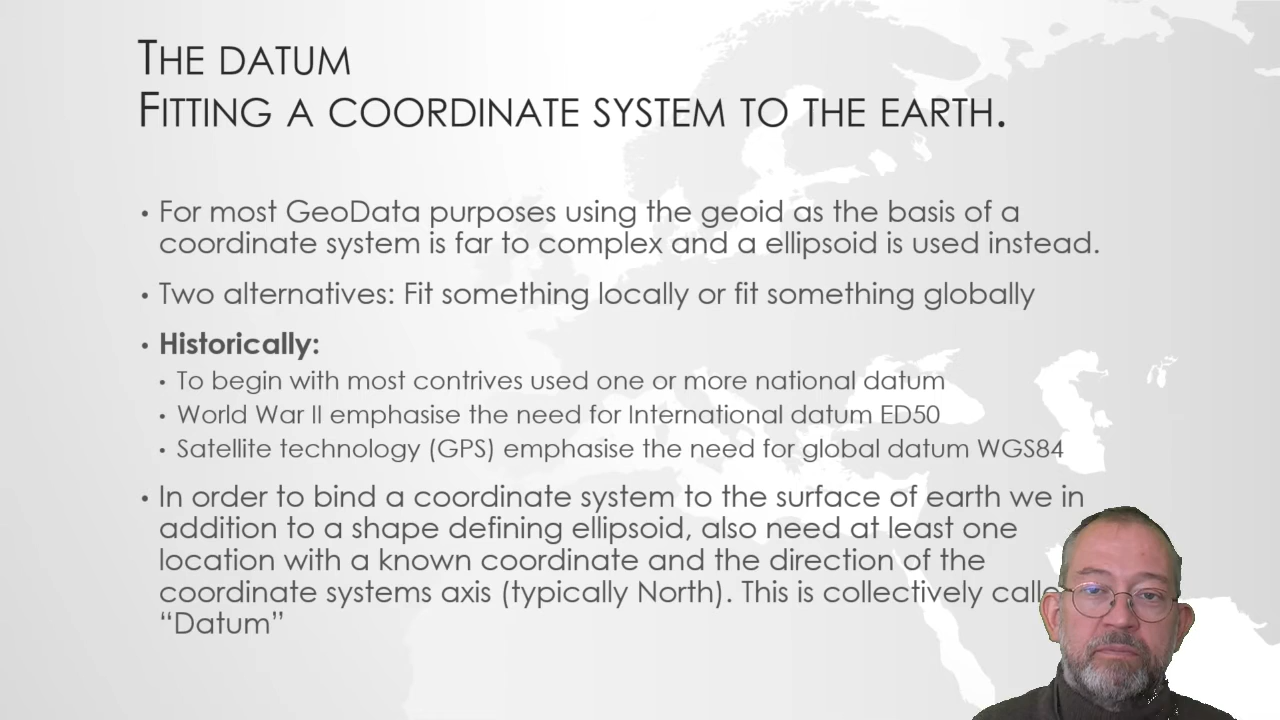 The datum
Fitting a coordinate system to the earth.
• For most GeoData purposes using the geoid as the basis of a
coordinate system is far to complex and a ellipsoid is used instead.
• Two alternatives: Fit something locally or fit something globally
• Historically:
• To begin with most contrives used one or more national datum
• World War II emphasise the need for International datum ED50
• Satellite technology (GPS) emphasise the need for global datum WGS84
• In order to bind a coordinate system to the surface of earth we in
addition to a shape defining ellipsoid, also need at least one
location with a known coordinate and the direction of the
coordinate systems axis (typically North). This is collectively
“Datum”